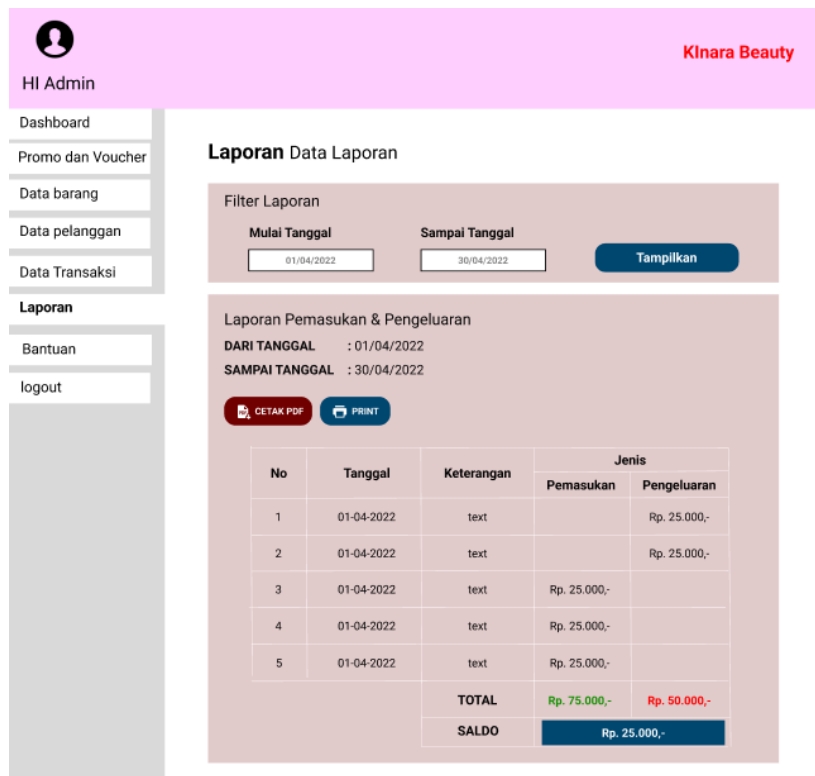 HI Admin
KInara Beauty
Dashboard
Promo dan Voucher
Data barang
Data pelanggan
Data Transaksi
Laporan
Bantuan
logout
Laporan Data Laporan
Filter Laporan
Mulai Tanggal Sampai Tanggal
01/04/2022 30/04/2022 Tampilkan
Laporan Pemasukan & Pengeluaran
DARI TANGGAL : 01/04/2022
SAMPAI TANGGAL : 30/04/2022
CETAK PDF PRINT
No Tanggal Keterangan Jenis
Pemasukan Pengeluaran
1 01-04-2022 text Rp. 25.000,-
2 01-04-2022 text Rp. 25.000,-
3 01-04-2022 text Rp. 25.000,-
4 01-04-2022 text Rp. 25.000,-
5 01-04-2022 text Rp. 25.000,-
TOTAL Rp. 75.000,- Rp. 50.000,-
SALDO Rp. 25.000,-